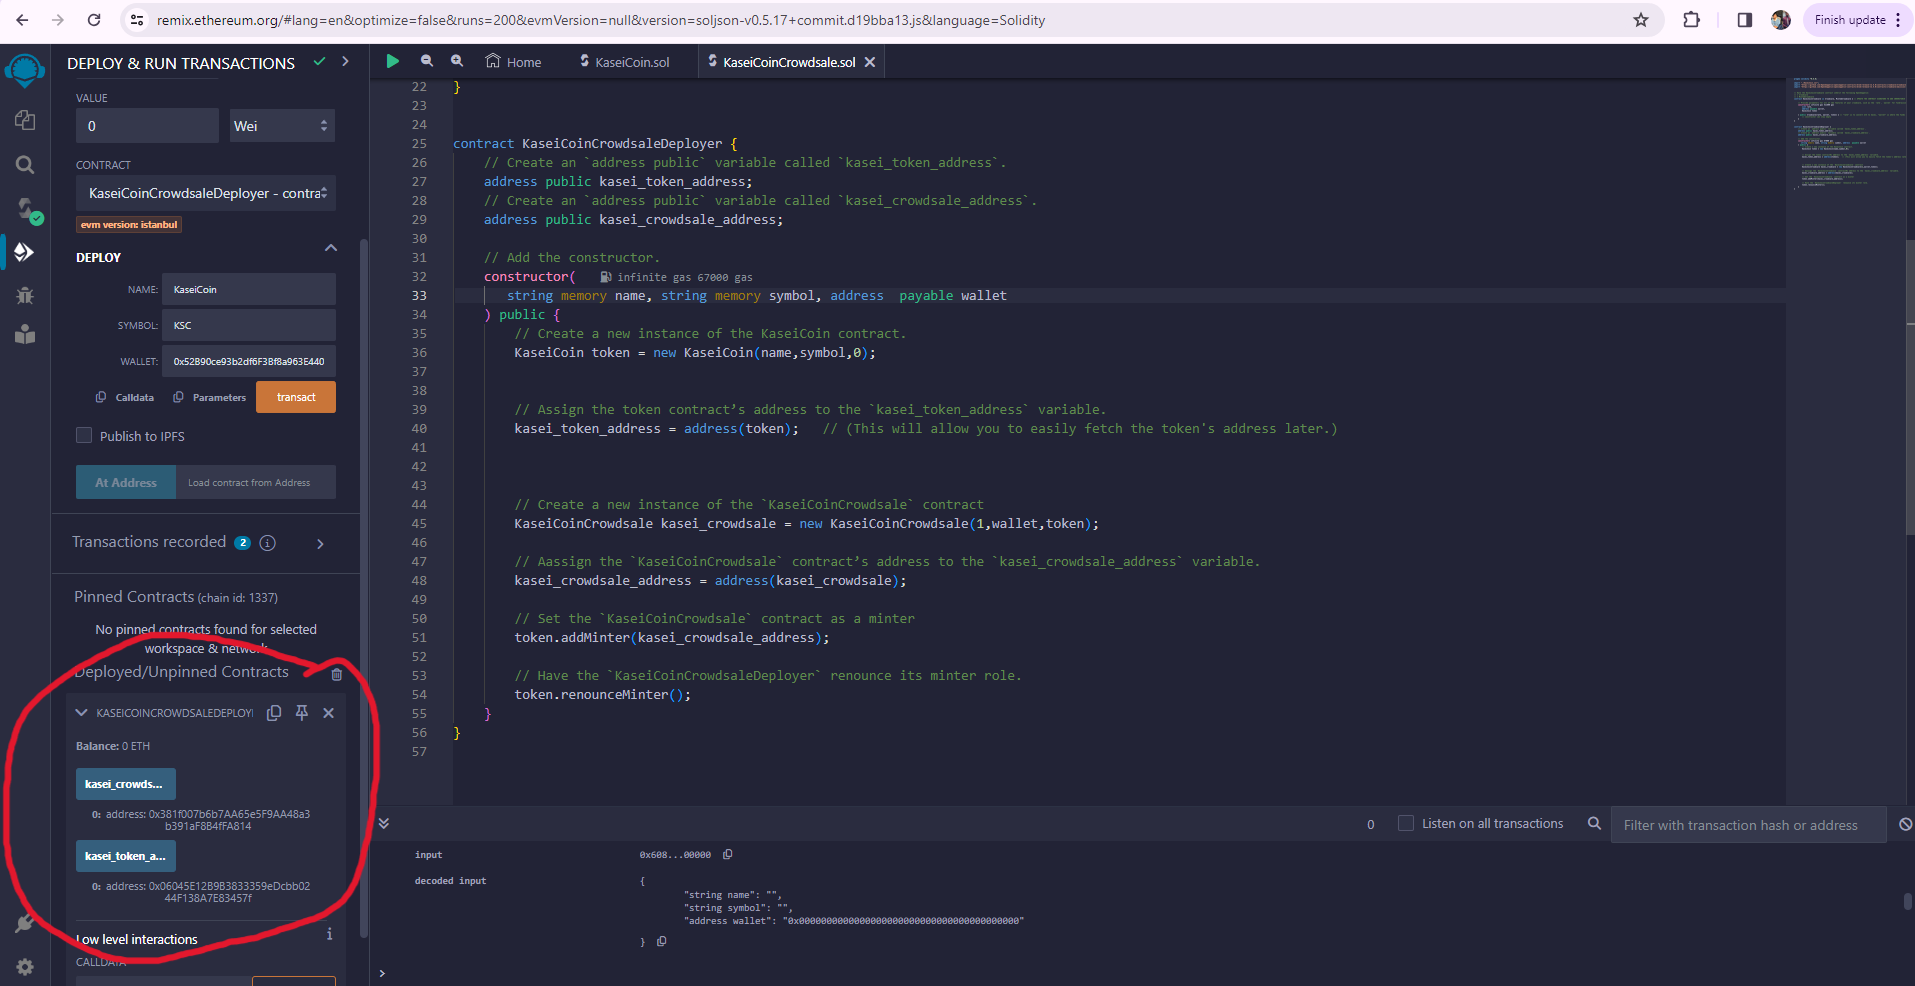 remix.ethereum.org/#lang=en&optimize=false&runs=200&evmVersion=null&version=soljson-v0.5.17+commit.d19bba13.js&language=Solidity
Finish update
DEPLOY & RUN TRANSACTIONS
VALUE
0
Wei
CONTRACT
KaseiCoinCrowdsaleDeployer - contra
evm version: istanbul
DEPLOY
NAME:
KaseiCoin
SYMBOL:
KSC
WALLET:
0x52B90ce93b2df6F3Bf8a963E440
Calldata
Parameters
transact
Publish to IPFS
At Address
Load contract from Address
Transactions recorded 2 i
Pinned Contracts (chain id: 1337)
No pinned contracts found for selected
workspace & network
Deployed/Unpinned Contracts
KASEICOINCROWDSALEDEPLOYI
Balance: 0 ETH
kasei_crowds...
0: address: 0x381f007b6b7AA65e5F9AA48a3
b391aF8B4fFA814
kasei_token_a...
0: address: 0x06045E12B9B3833359eDcbb02
44F138A7E83457f
Low level interactions
i
CALLDATA
Home
KaseiCoin.sol
KaseiCoinCrowdsale.sol
22 }
23
24
25 contract KaseiCoinCrowdsaleDeployer {
26 // Create an `address public` variable called `kasei_token_address`.
27 address public kasei_token_address;
28 // Create an `address public` variable called `kasei_crowdsale_address`.
29 address public kasei_crowdsale_address;
30
31 // Add the constructor.
32 constructor( infinite gas 67000 gas
33 string memory name, string memory symbol, address  payable wallet
34 ) public {
35 // Create a new instance of the KaseiCoin contract.
36 KaseiCoin token = new KaseiCoin(name,symbol,0);
37
38
39 // Assign the token contract’s address to the `kasei_token_address` variable.
40 kasei_token_address = address(token);   // (This will allow you to easily fetch the token's address later.)
41
42
43
44 // Create a new instance of the `KaseiCoinCrowdsale` contract
45 KaseiCoinCrowdsale kasei_crowdsale = new KaseiCoinCrowdsale(1,wallet,token);
46
47 // Aassign the `KaseiCoinCrowdsale` contract’s address to the `kasei_crowdsale_address` variable.
48 kasei_crowdsale_address = address(kasei_crowdsale);
49
50 // Set the `KaseiCoinCrowdsale` contract as a minter
51 token.addMinter(kasei_crowdsale_address);
52
53 // Have the `KaseiCoinCrowdsaleDeployer` renounce its minter role.
54 token.renounceMinter();
55 }
56 }
57
0
Listen on all transactions
Filter with transaction hash or address
input
0x608...00000
decoded input
{
"string name": "",
"string symbol": "",
"address wallet": "0x0000000000000000000000000000000000000000"
}
>